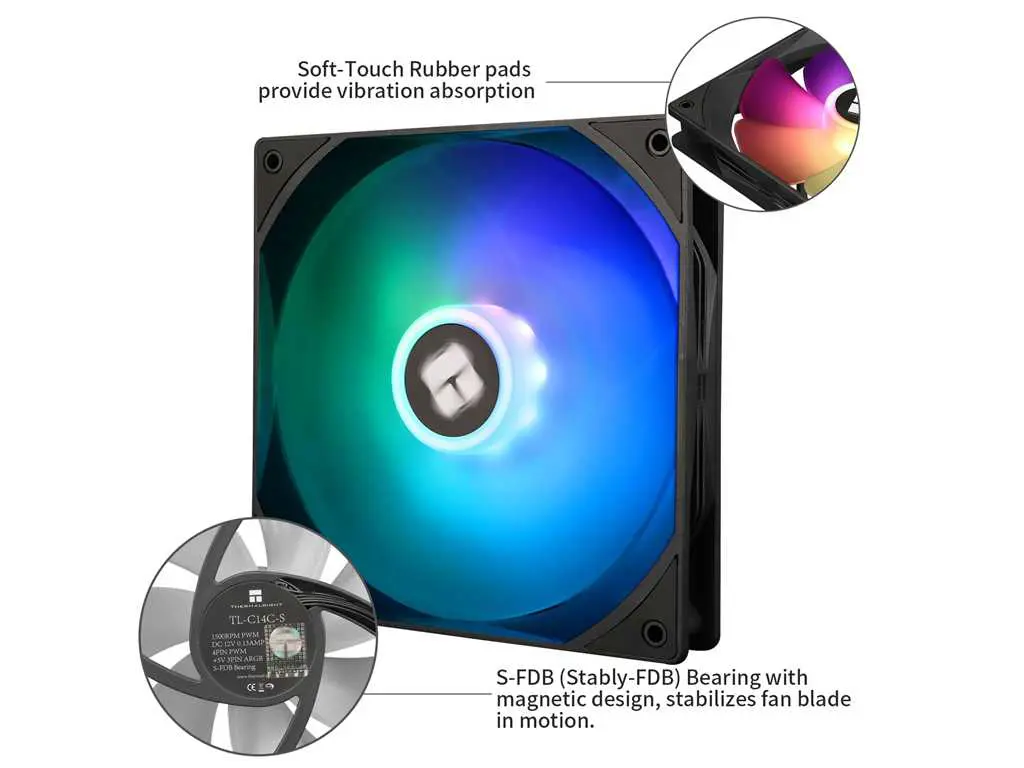 Soft-Touch Rubber pads
provide vibration absorption
THERMALRIGHT
TL-C14C-S
1500RPM PWM
DC 12V 0.13AMP
4PIN PWM
+5V 3PIN ARGB
S-FDB Bearing
CE
S-FDB (Stably-FDB) Bearing with
magnetic design, stabilizes fan blade
in motion.